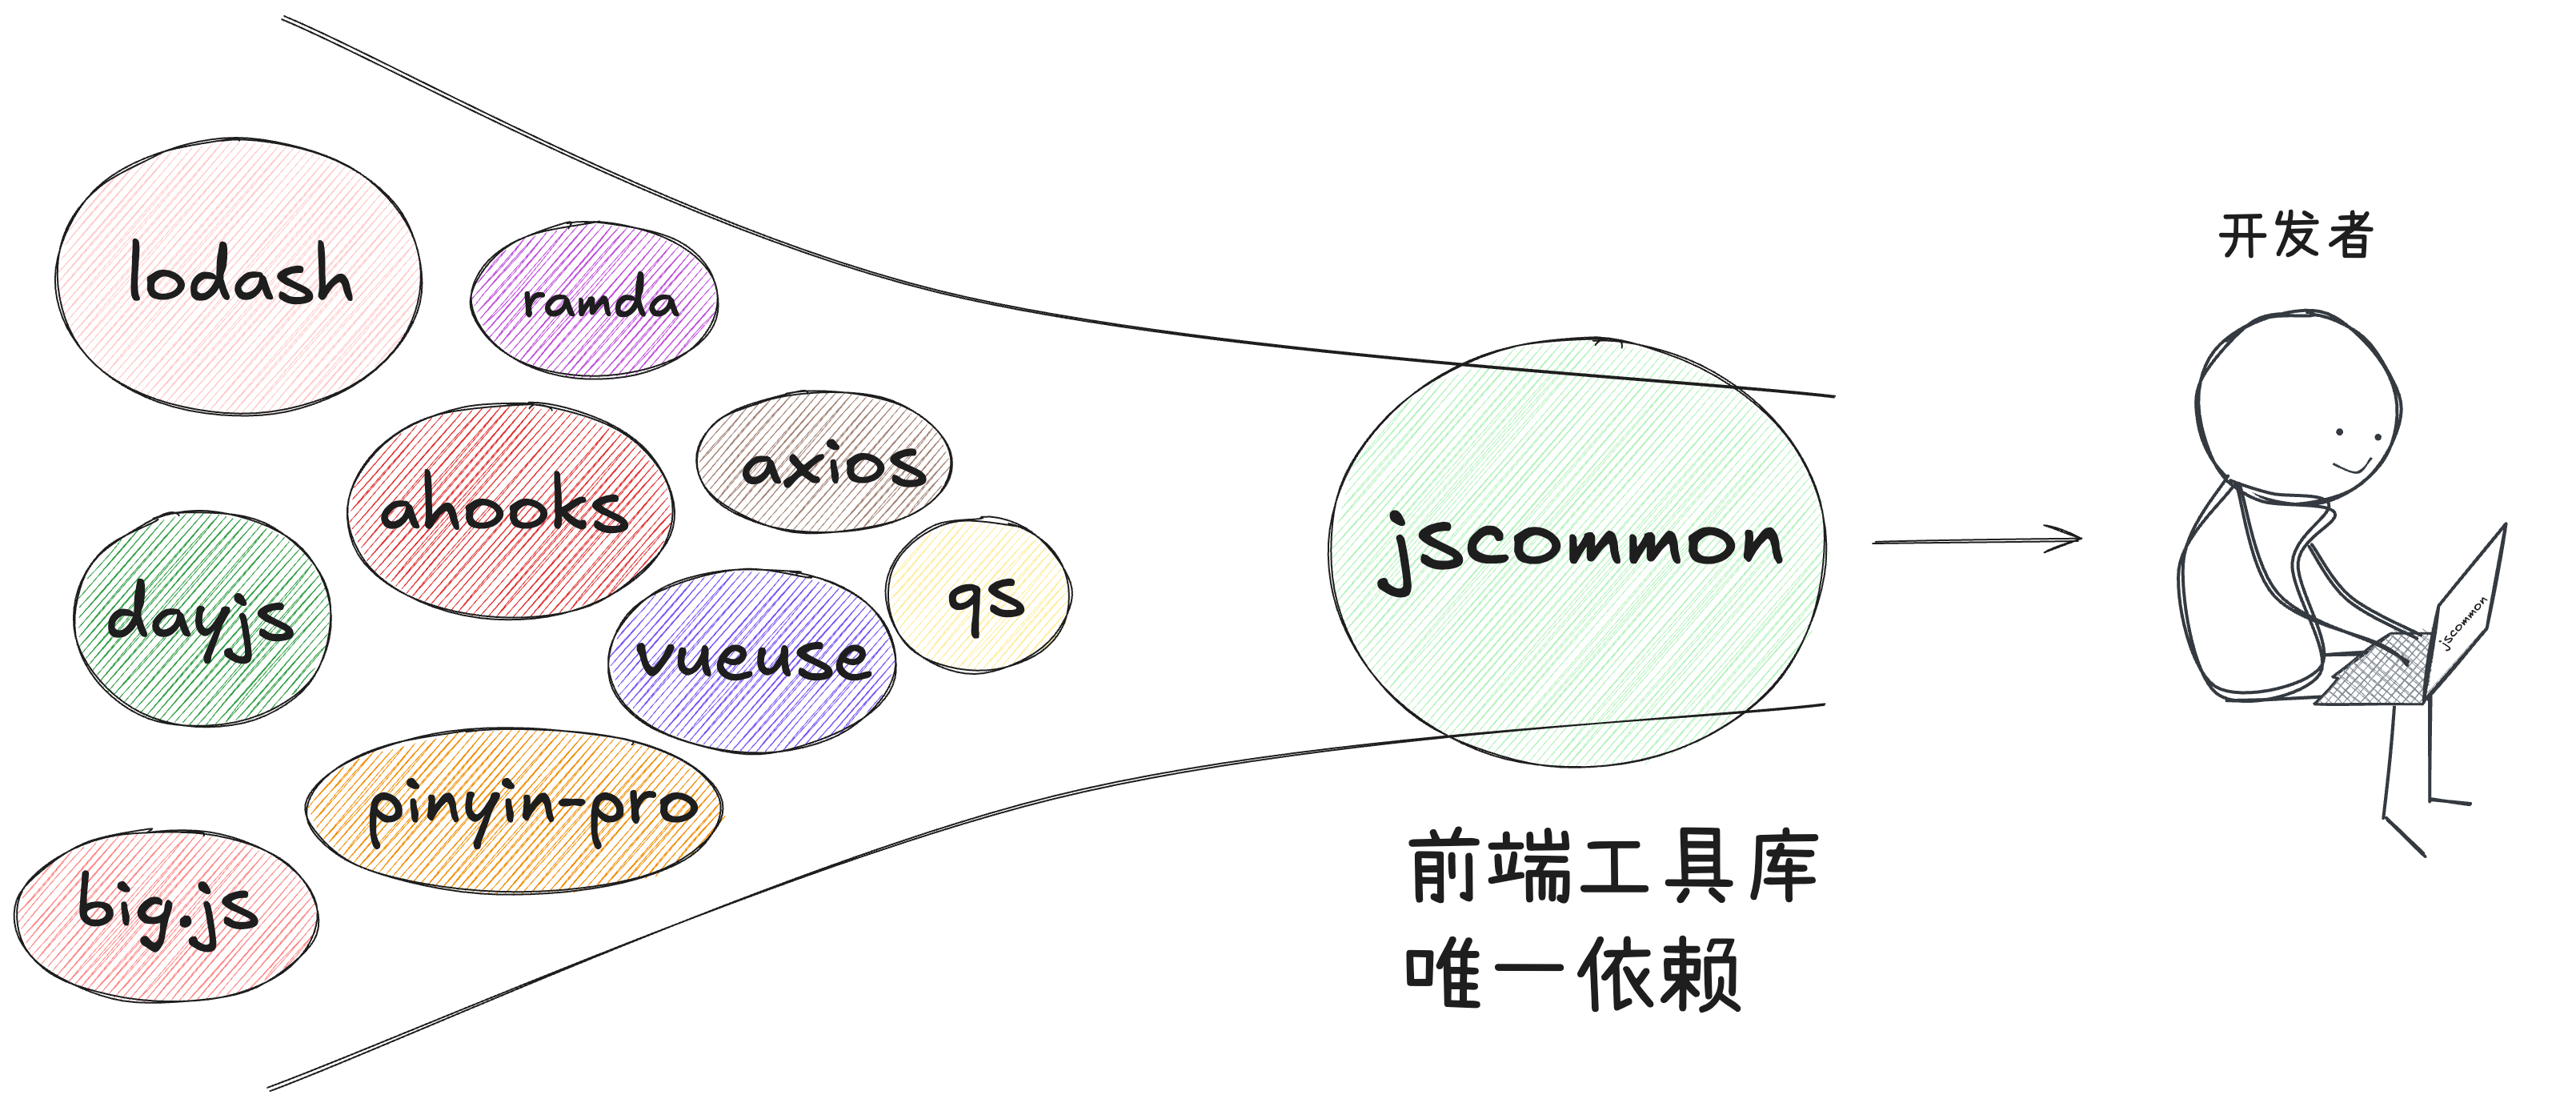 lodash
ramda
ahooks
axios
dayjs
vueuse
qs
pinyin-pro
big.js
jscommon
前端工具库
唯一依赖
开发者
jscommon